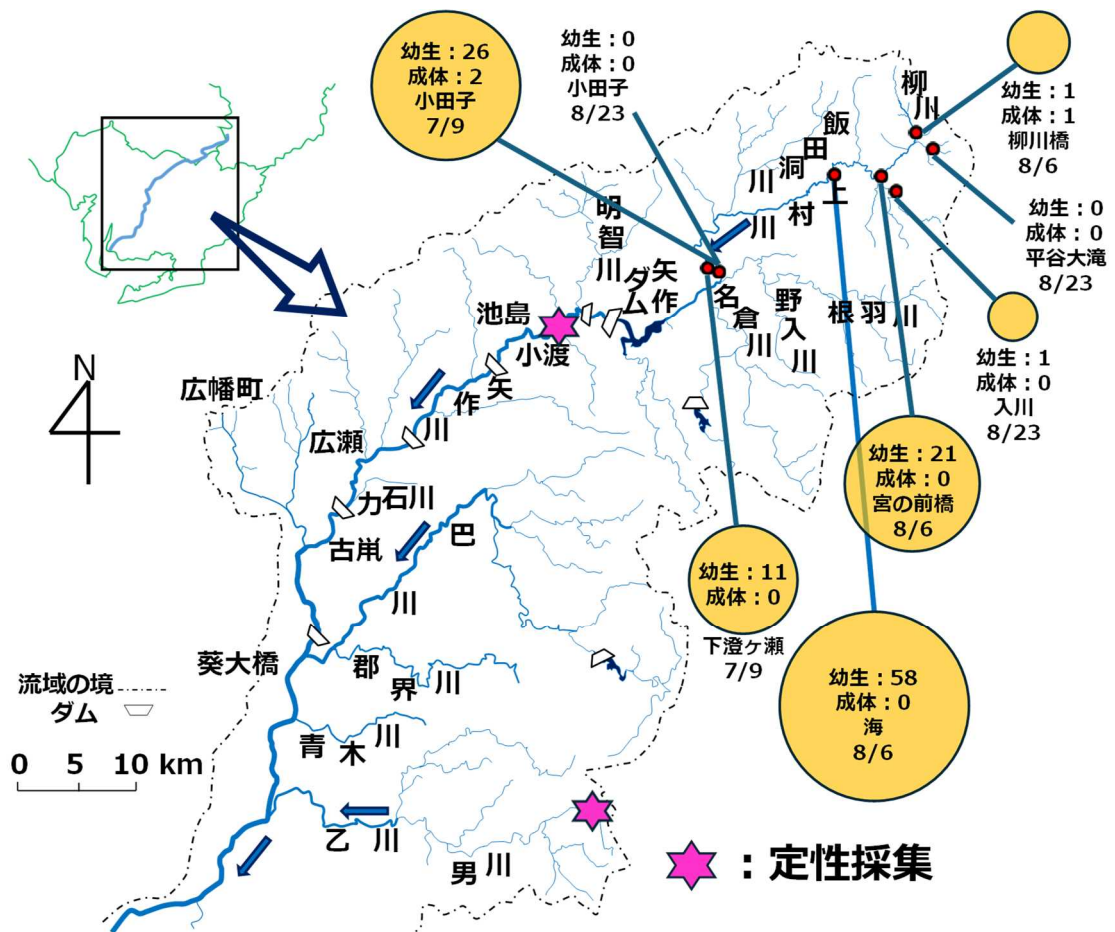 幼生：26
成体：2
小田子
7/9
幼生：0
成体：0
小田子
8/23
幼生：1
成体：1
柳川橋
8/6
幼生：0
成体：0
平谷大滝
8/23
幼生：1
成体：0
入川
8/23
幼生：21
成体：0
宮の前橋
8/6
幼生：11
成体：0
下澄ヶ瀬
7/9
幼生：58
成体：0
海
8/6
柳川
飯田洞川
上村川
明智川
矢作ダム
名倉川
野入川
根羽川
池島
小渡
矢作川
広幡町
広瀬
力石川
古鼡
巴川
葵大橋
郡界川
青木川
乙川
男川
N
流域の境
ダム
0 5 10 km
：定性採集